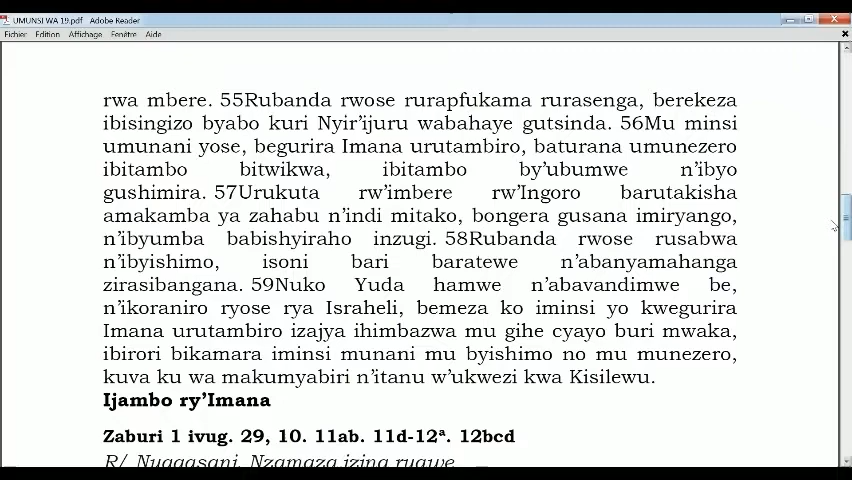 UMUNSI WA 19.pdf - Adobe Reader
Fichier Edition Affichage Fenêtre Aide
rwa mbere. 55Rubanda rwose rurapfukama rurasenga, berekeza
ibisingizo byabo kuri Nyir’ijuru wabahaye gutsinda. 56Mu minsi
umunani yose, begurira Imana urutambiro, baturana umunezero
ibitambo bitwikwa, ibitambo by’ubumwe n’ibyo
gushimira. 57Urukuta rw’imbere rw’Ingoro barutakisha
amakamba ya zahabu n’indi mitako, bongera gusana imiryango,
n’ibyumba babishyiraho inzugi. 58Rubanda rwose rusabwa
n’ibyishimo, isoni bari baratewe n’abanyamahanga
zirasibangana. 59Nuko Yuda hamwe n’abavandimwe be,
n’ikoraniro ryose rya Israheli, bemeza ko iminsi yo kwegurira
Imana urutambiro izajya ihimbazwa mu gihe cyayo buri mwaka,
ibirori bikamara iminsi munani mu byishimo no mu munezero,
kuva ku wa makumyabiri n’itanu w’ukwezi kwa Kisilewu.
Ijambo ry’Imana
Zaburi 1 ivug. 29, 10. 11ab. 11d-12ª. 12bcd
R/ Nyagasani, Nzamaza izina ryawe